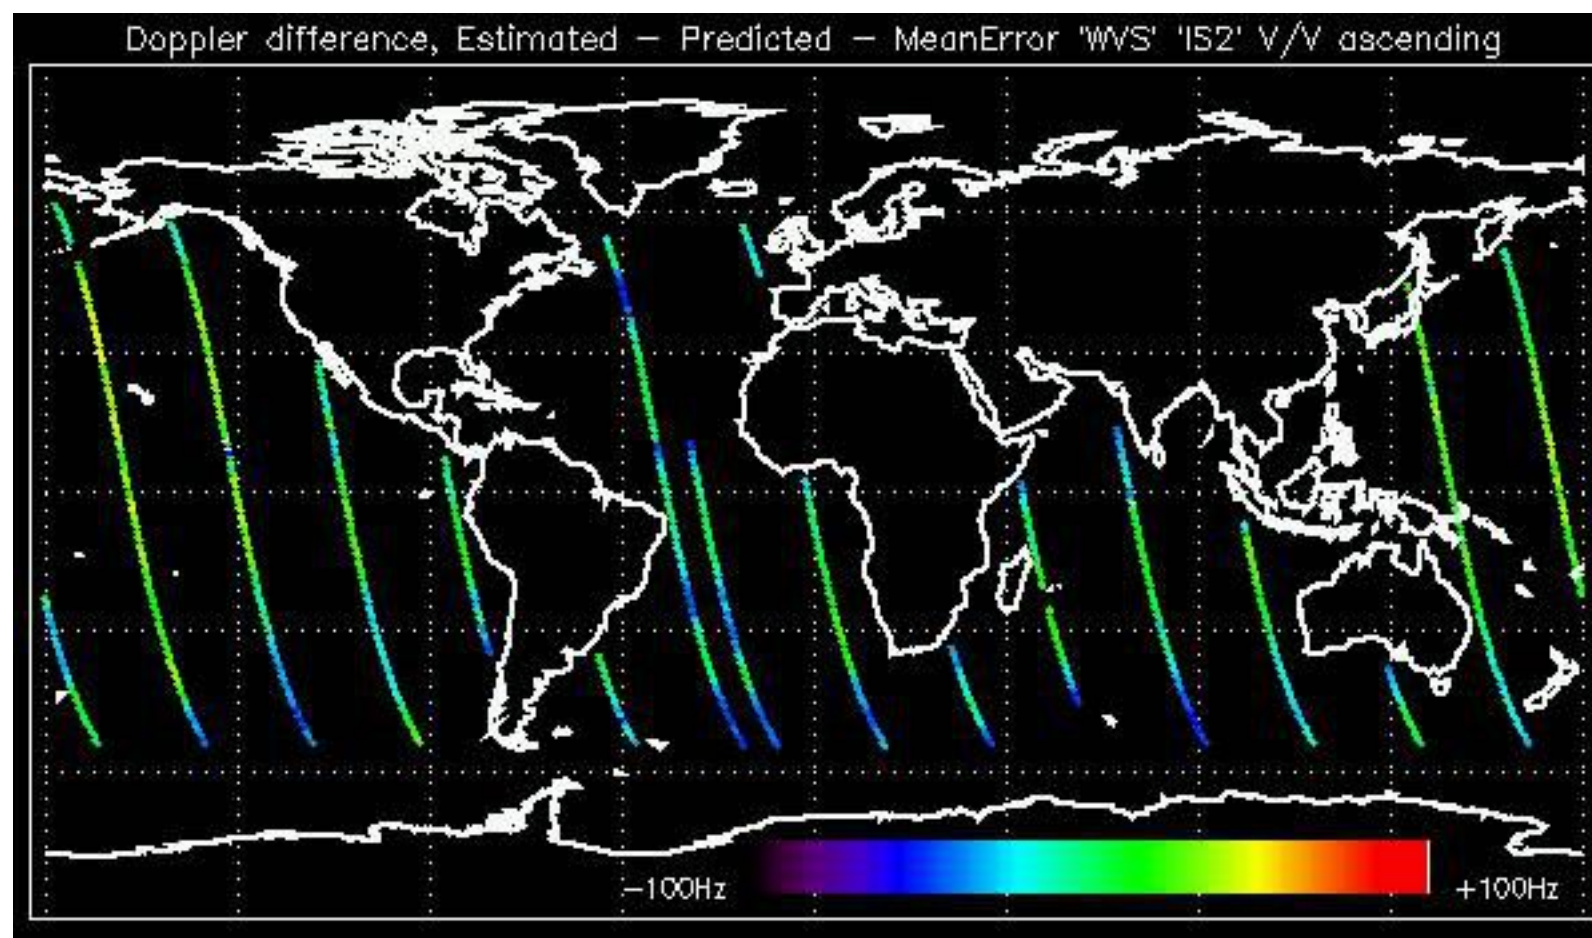 Doppler difference, Estimated – Predicted – MeanError 'WVS' 'IS2' V/V ascending
–100Hz
+100Hz